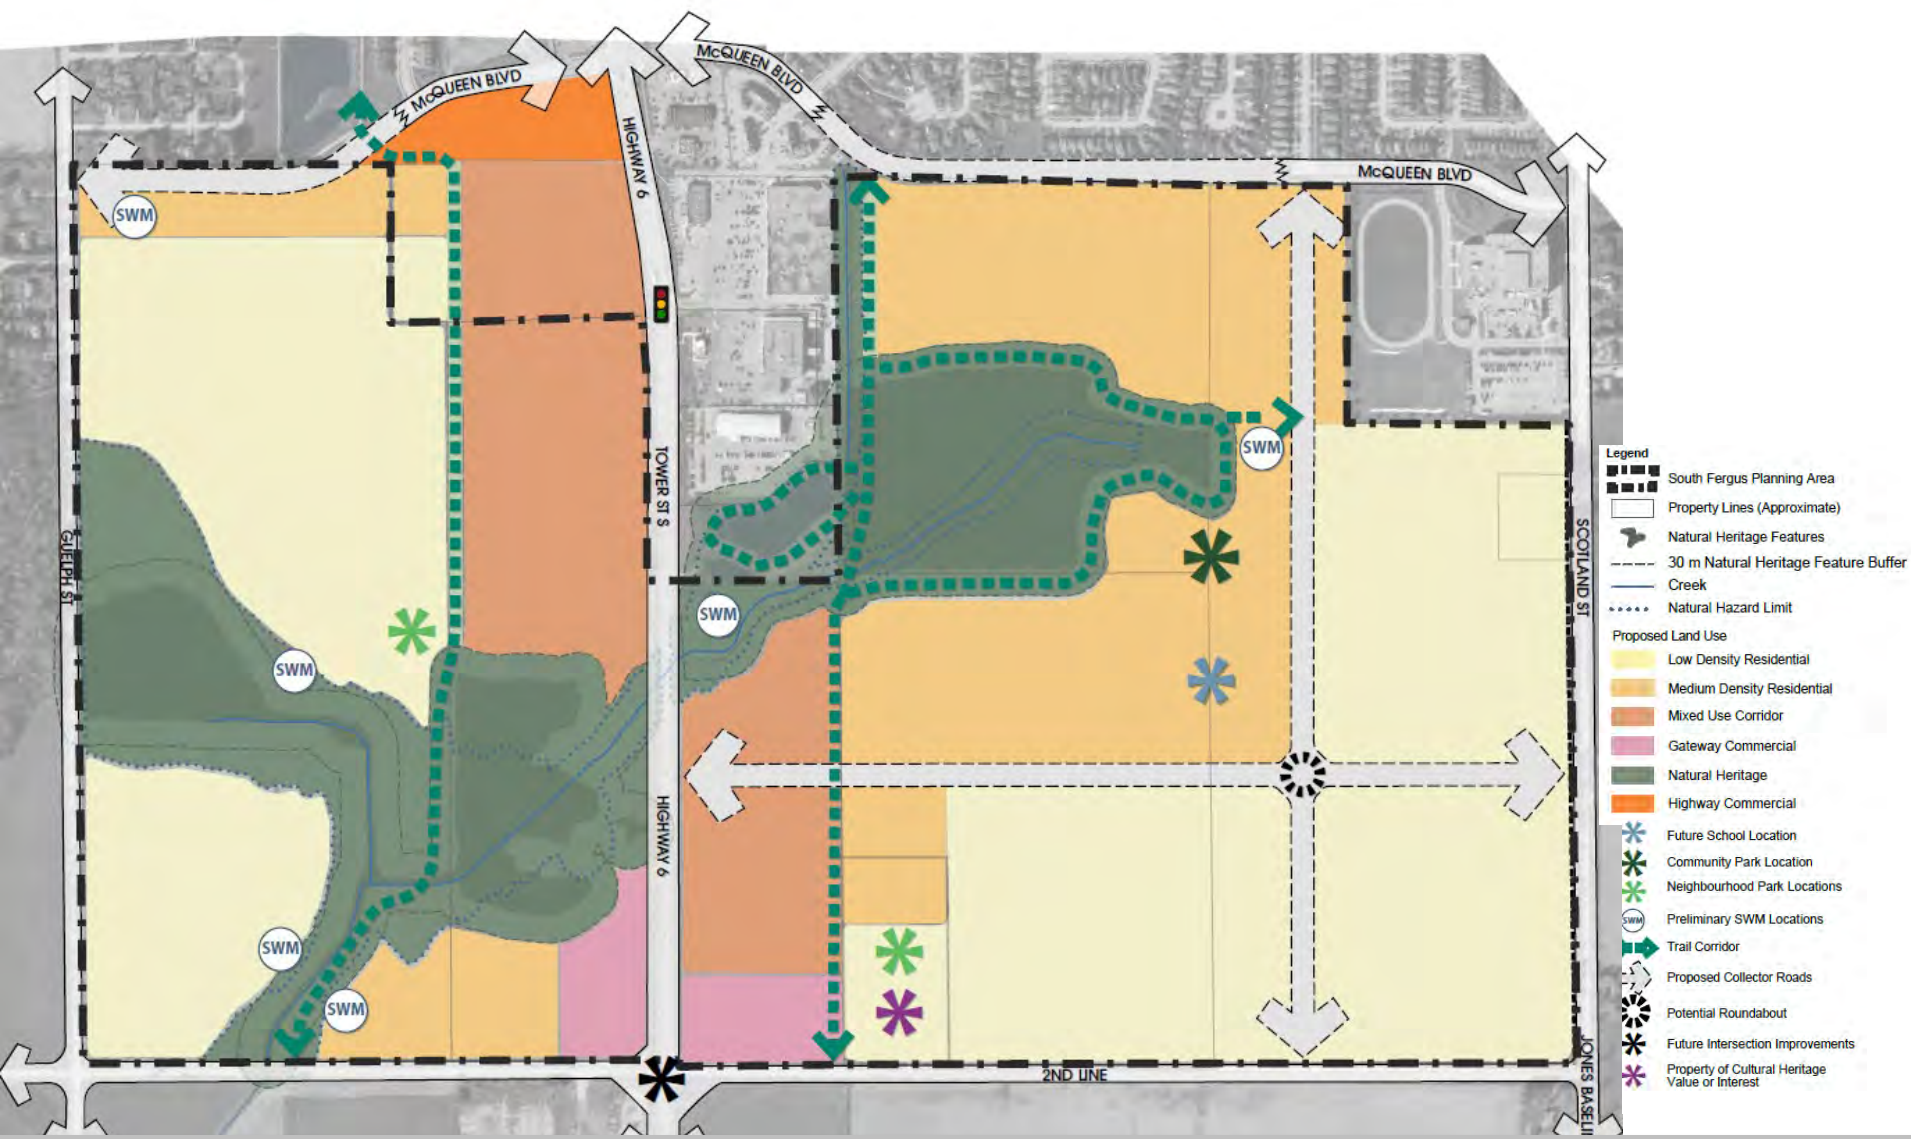 McQUEEN BLVD
McQUEEN BLVD
HIGHWAY 6
McQUEEN BLVD
SWM
SWM
TOWER ST S
GUELPH ST
SCOTLAND ST
SWM
SWM
HIGHWAY 6
SWM
SWM
2ND LINE
Legend
South Fergus Planning Area
Property Lines (Approximate)
Natural Heritage Features
30 m Natural Heritage Feature Buffer
Creek
Natural Hazard Limit
Proposed Land Use
Low Density Residential
Medium Density Residential
Mixed Use Corridor
Gateway Commercial
Natural Heritage
Highway Commercial
Future School Location
Community Park Location
Neighbourhood Park Locations
SWM
Preliminary SWM Locations
Trail Corridor
Proposed Collector Roads
Potential Roundabout
Future Intersection Improvements
Property of Cultural Heritage
Value or Interest
JONES BASELI